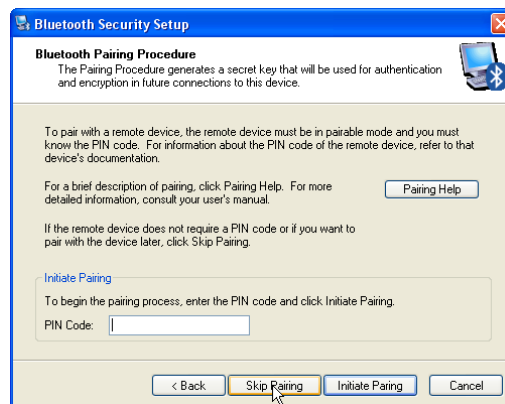 Bluetooth Security Setup
Bluetooth Pairing Procedure
The Pairing Procedure generates a secret key that will be used for authentication
and encryption in future connections to this device.
To pair with a remote device, the remote device must be in pairable mode and you must
know the PIN code. For information about the PIN code of the remote device, refer to that
device's documentation.
For a brief description of pairing, click Pairing Help. For more
detailed information, consult your user's manual.
Pairing Help
If the remote device does not require a PIN code or if you want to
pair with the device later, click Skip Pairing.
Initiate Pairing
To begin the pairing process, enter the PIN code and click Initiate Pairing.
PIN Code:
< Back
Skip Pairing
Initiate Paring
Cancel